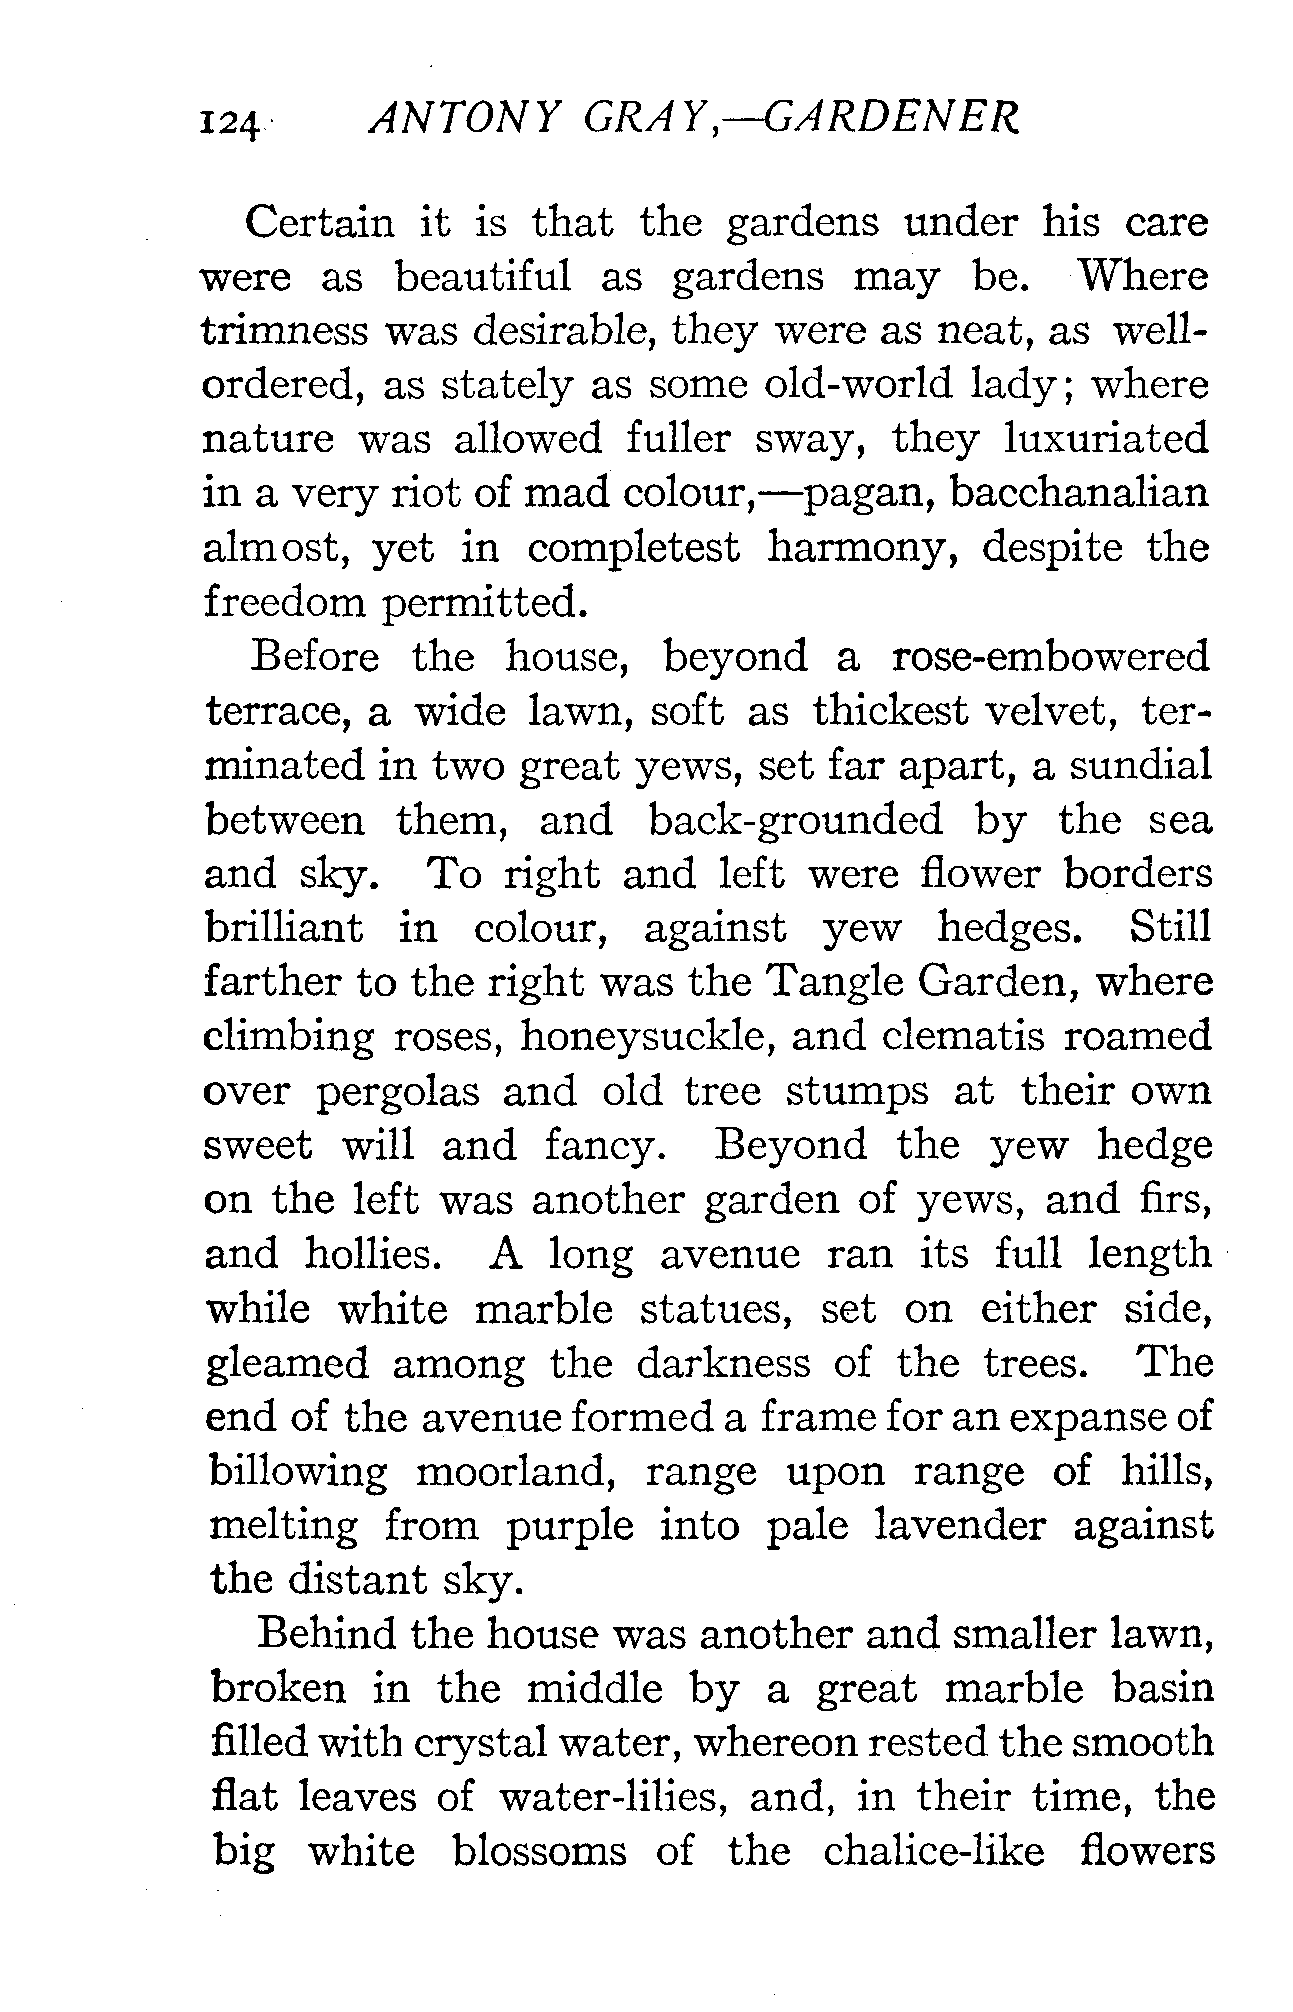 124 ANTONY GRAY,—GARDENER
Certain it is that the gardens under his care
were as beautiful as gardens may be. Where
trimness was desirable, they were as neat, as well-
ordered, as stately as some old-world lady; where
nature was allowed fuller sway, they luxuriated
in a very riot of mad colour,—pagan, bacchanalian
almost, yet in completest harmony, despite the
freedom permitted.
Before the house, beyond a rose-embowered
terrace, a wide lawn, soft as thickest velvet, ter-
minated in two great yews, set far apart, a sundial
between them, and back-grounded by the sea
and sky. To right and left were flower borders
brilliant in colour, against yew hedges. Still
farther to the right was the Tangle Garden, where
climbing roses, honeysuckle, and clematis roamed
over pergolas and old tree stumps at their own
sweet will and fancy. Beyond the yew hedge
on the left was another garden of yews, and firs,
and hollies. A long avenue ran its full length
while white marble statues, set on either side,
gleamed among the darkness of the trees. The
end of the avenue formed a frame for an expanse of
billowing moorland, range upon range of hills,
melting from purple into pale lavender against
the distant sky.
Behind the house was another and smaller lawn,
broken in the middle by a great marble basin
filled with crystal water, whereon rested the smooth
flat leaves of water-lilies, and, in their time, the
big white blossoms of the chalice-like flowers